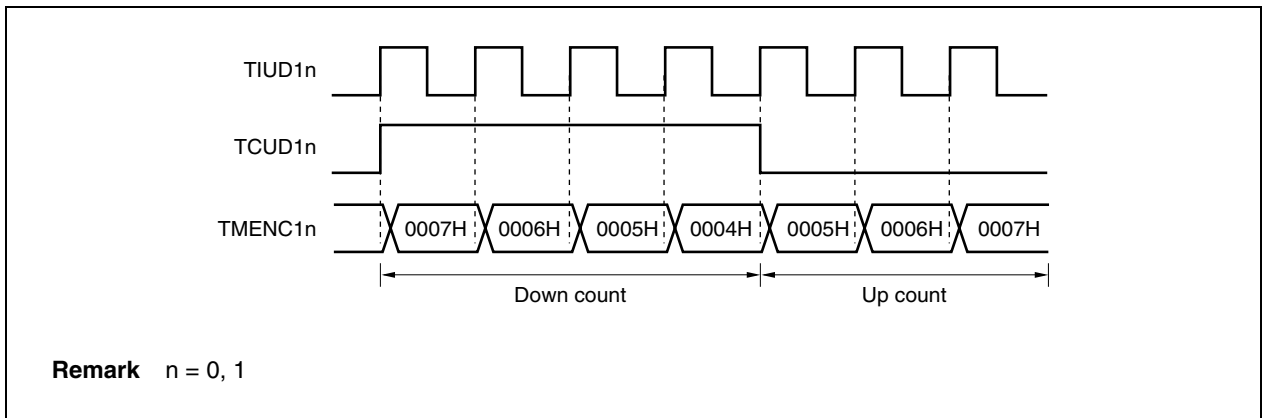 TIUD1n
TCUD1n
TMENC1n
0007H 0006H 0005H 0004H 0005H 0006H 0007H
Down count Up count
Remark n = 0, 1